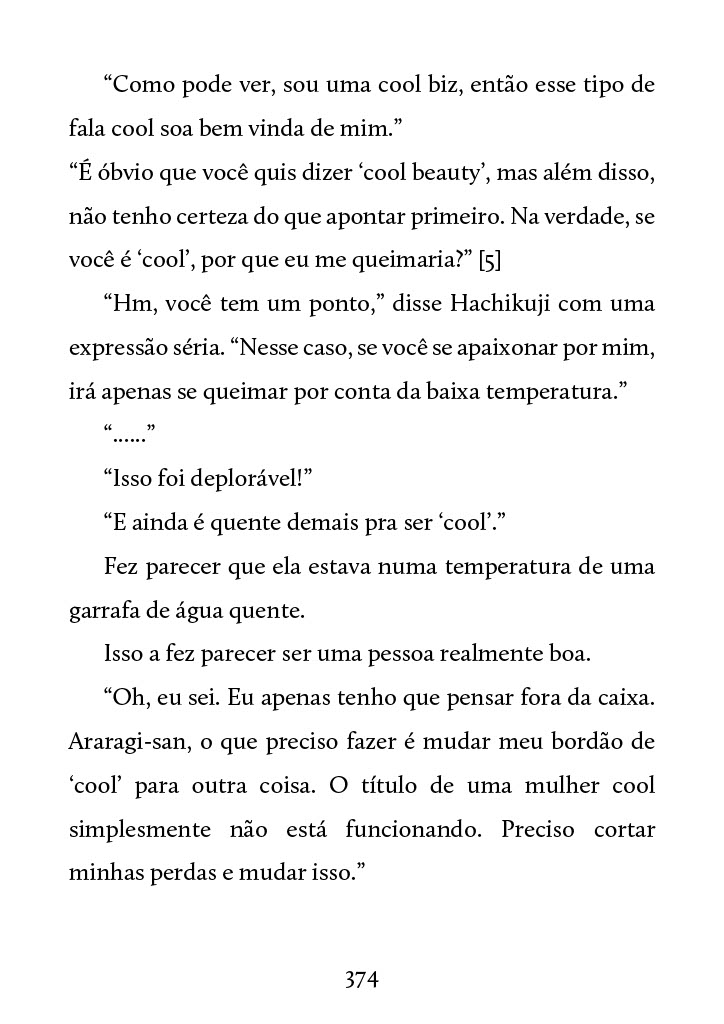 “Como pode ver, sou uma cool biz, então esse tipo de
fala cool soa bem vinda de mim.”
“É óbvio que você quis dizer ‘cool beauty’, mas além disso,
não tenho certeza do que apontar primeiro. Na verdade, se
você é ‘cool’, por que eu me queimaria?” [5]
“Hm, você tem um ponto,” disse Hachikuji com uma
expressão séria. “Nesse caso, se você se apaixonar por mim,
irá apenas se queimar por conta da baixa temperatura.”
“......”
“Isso foi deplorável!”
“E ainda é quente demais pra ser ‘cool’.”
Fez parecer que ela estava numa temperatura de uma
garrafa de água quente.
Isso a fez parecer ser uma pessoa realmente boa.
“Oh, eu sei. Eu apenas tenho que pensar fora da caixa.
Araragi-san, o que preciso fazer é mudar meu bordão de
‘cool’ para outra coisa. O título de uma mulher cool
simplesmente não está funcionando. Preciso cortar
minhas perdas e mudar isso.”
374